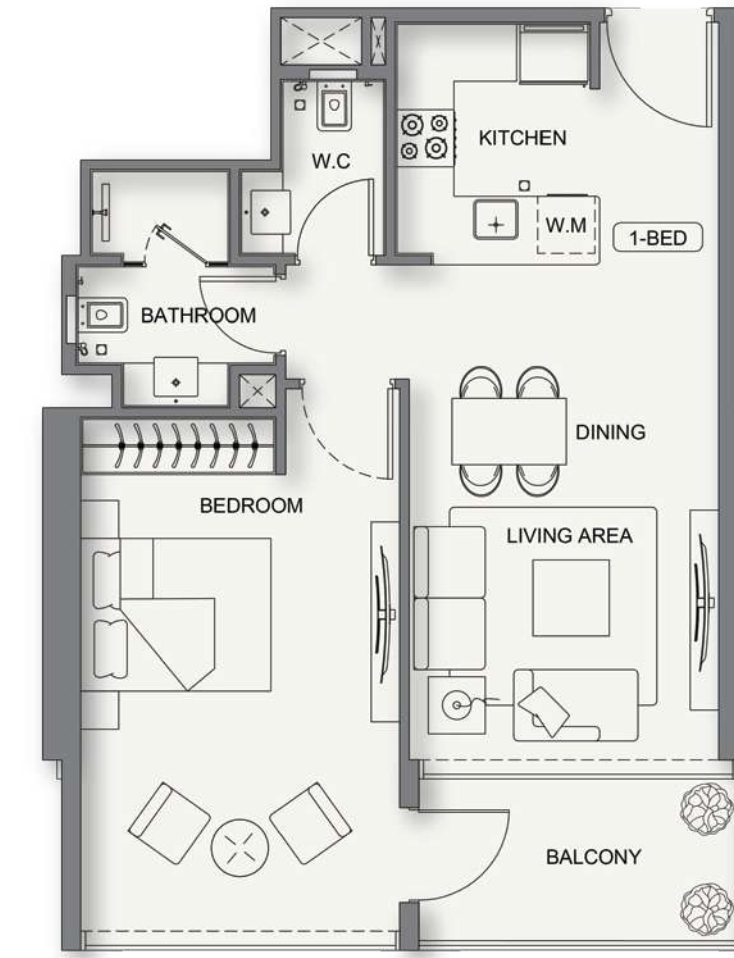 KITCHEN
W.C
W.M
1-BED
BATHROOM
DINING
BEDROOM
LIVING AREA
BALCONY